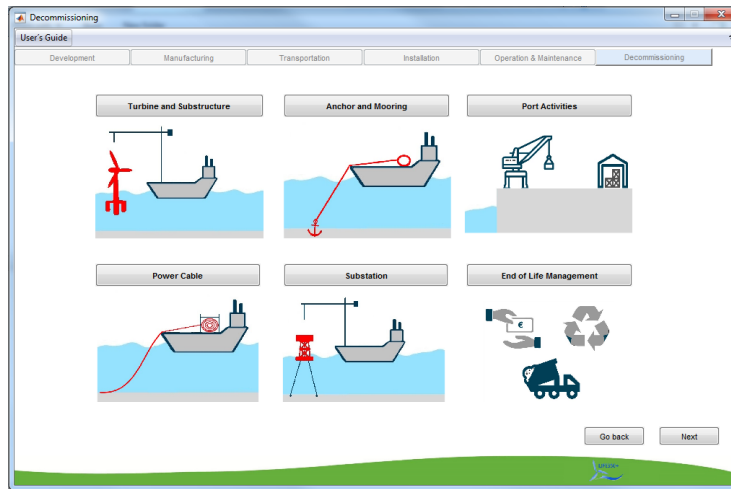 Decommissioning
User's Guide
Development Manufacturing Transportation Installation Operation & Maintenance Decommissioning
Turbine and Substructure Anchor and Mooring Port Activities
Power Cable Substation End of Life Management
€
Go back Next